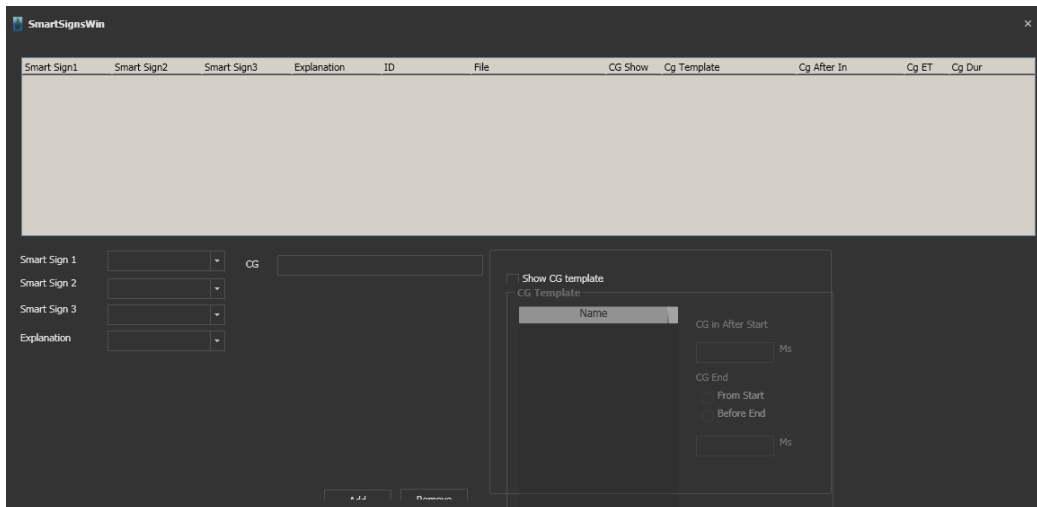 SmartSignsWin ×
Smart Sign1 Smart Sign2 Smart Sign3 Explanation ID File CG Show Cg Template Cg After In Cg ET Cg Dur
Smart Sign 1
CG
Smart Sign 2
Smart Sign 3
Explanation
Show CG template
CG Template
Name
CG in After Start
Ms
CG End
From Start
Before End
Ms
Add Remove